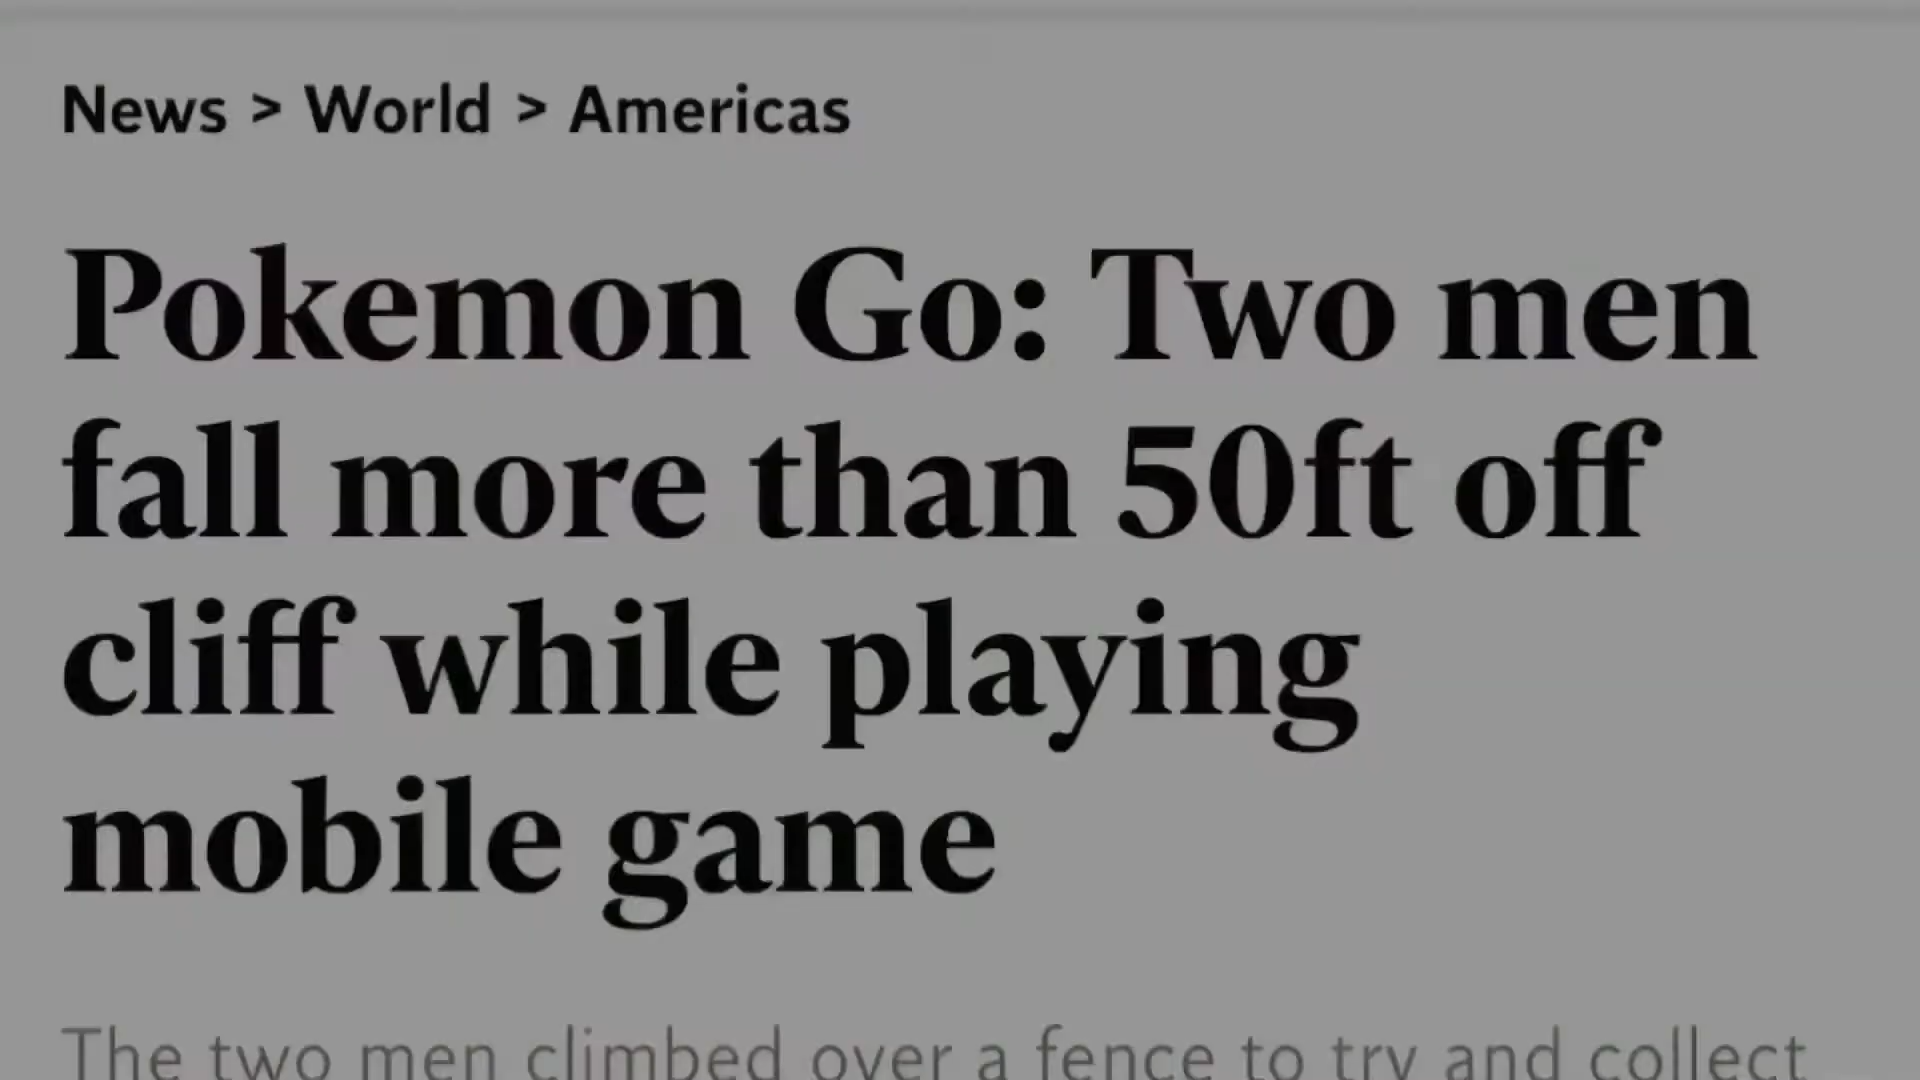 News > World > Americas
Pokemon Go: Two men
fall more than 50ft off
cliff while playing
mobile game
The two men climbed over a fence to try and collect